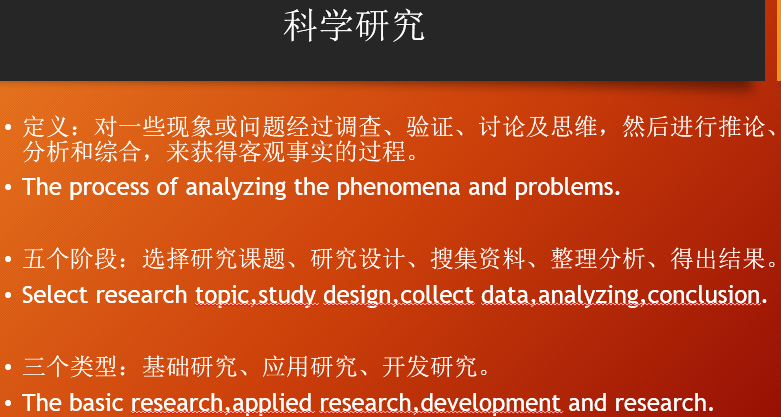 科学研究
• 定义：对一些现象或问题经过调查、验证、讨论及思维，然后进行推论、
分析和综合，来获得客观事实的过程。
• The process of analyzing the phenomena and problems.
• 五个阶段：选择研究课题、研究设计、搜集资料、整理分析、得出结果。
• Select research topic,study design,collect data,analyzing,conclusion.
• 三个类型：基础研究、应用研究、开发研究。
• The basic research,applied research,development and research.